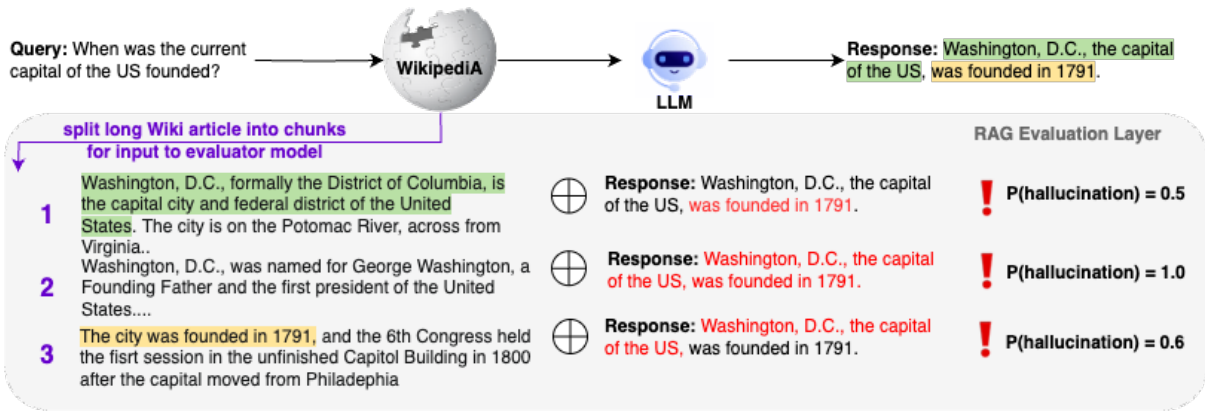 Query: When was the current
capital of the US founded?
WikipediA
LLM
Response: Washington, D.C., the capital
of the US, was founded in 1791.
split long Wiki article into chunks
for input to evaluator model
RAG Evaluation Layer
1
Washington, D.C., formally the District of Columbia, is
the capital city and federal district of the United
States. The city is on the Potomac River, across from
Virginia..
Response: Washington, D.C., the capital
of the US, was founded in 1791.
P(hallucination) = 0.5
2
Washington, D.C., was named for George Washington, a
Founding Father and the first president of the United
States....
Response: Washington, D.C., the capital
of the US, was founded in 1791.
P(hallucination) = 1.0
3
The city was founded in 1791, and the 6th Congress held
the fisrt session in the unfinished Capitol Building in 1800
after the capital moved from Philadephia
Response: Washington, D.C., the capital
of the US, was founded in 1791.
P(hallucination) = 0.6